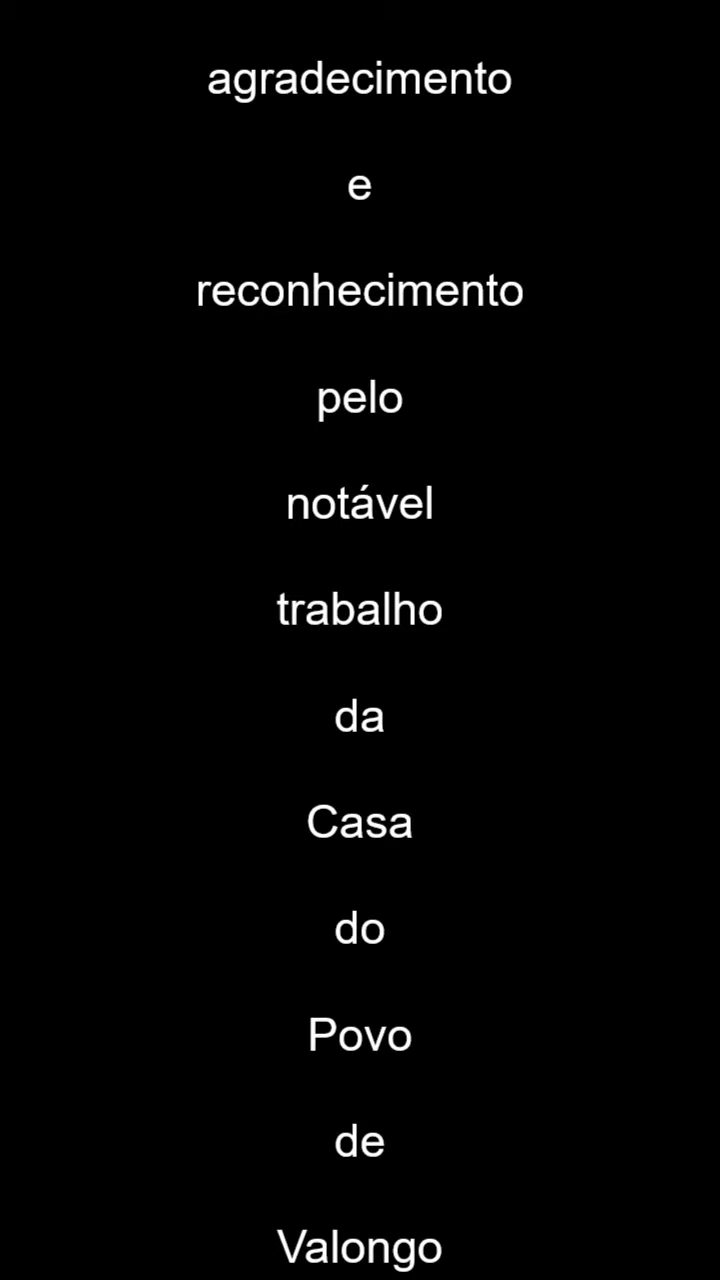 agradecimento
e
reconhecimento
pelo
notável
trabalho
da
Casa
do
Povo
de
Valongo